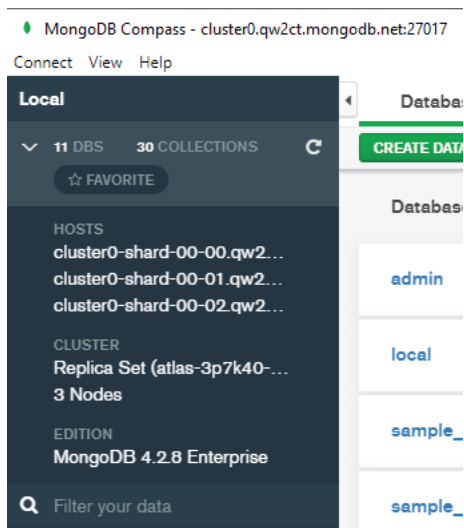 MongoDB Compass - cluster0.qw2ct.mongodb.net:27017
Connect View Help
Local
11 DBS 30 COLLECTIONS
FAVORITE
HOSTS
cluster0-shard-00-00.qw2...
cluster0-shard-00-01.qw2...
cluster0-shard-00-02.qw2...
CLUSTER
Replica Set (atlas-3p7k40-...
3 Nodes
EDITION
MongoDB 4.2.8 Enterprise
Filter your data
Databas
CREATE DATA
Databas
admin
local
sample_
sample_